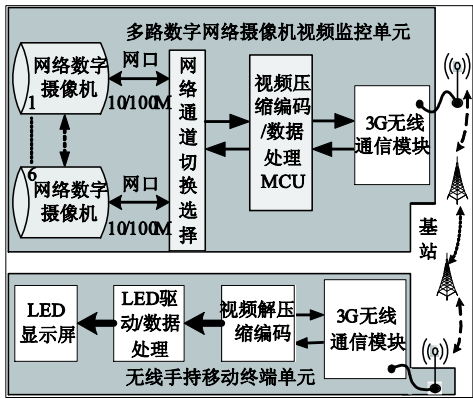 多路数字网络摄像机视频监控单元
网络数字
摄像机
1
网口
10/100M
6
网络数字
摄像机
网口
10/100M
网
络
通
道
切
换
选
择
视频压
缩编码
/数据
处理
MCU
3G无线
通信模块
基
站
LED
显示屏
LED驱
动/数据
处理
视频解压
缩编码
3G无线
通信模块
无线手持移动终端单元